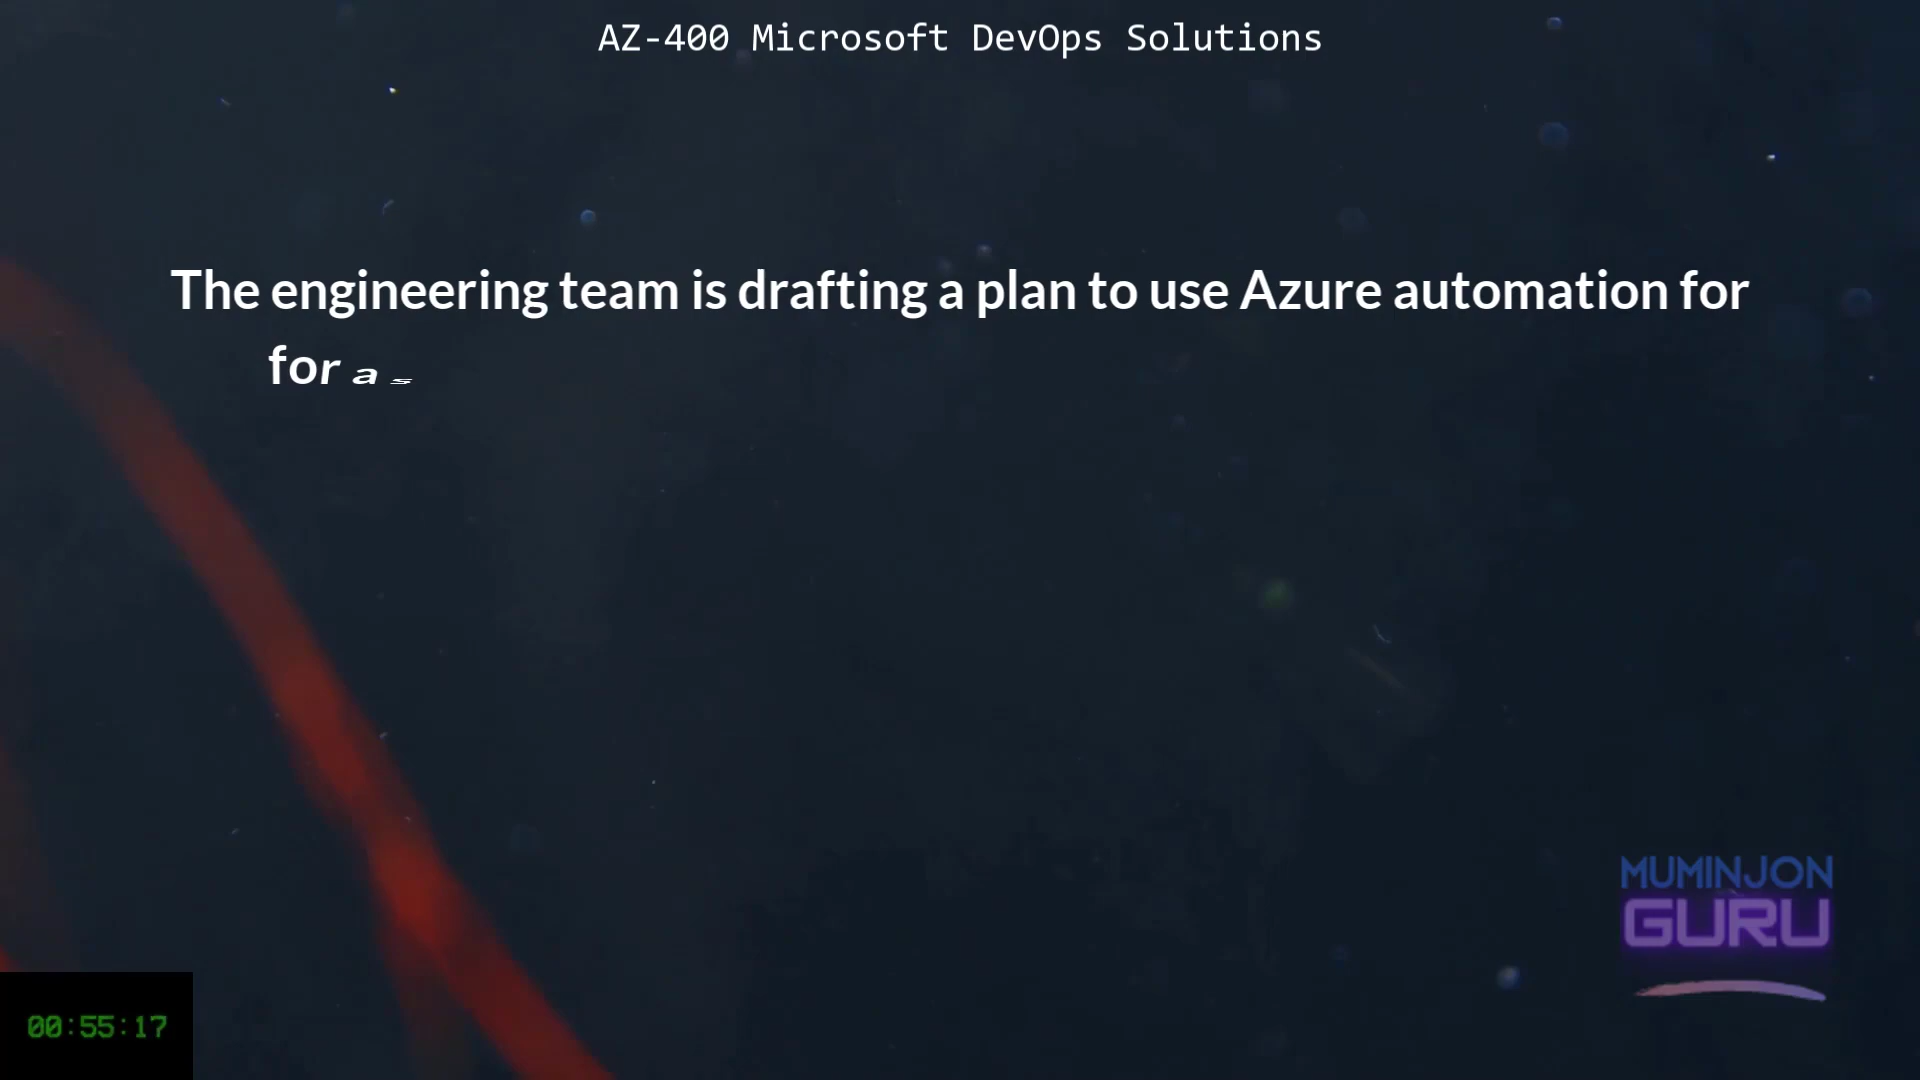 AZ-400 Microsoft DevOps Solutions
The engineering team is drafting a plan to use Azure automation for
for a s
MUMINJON
GURU
00:55:17